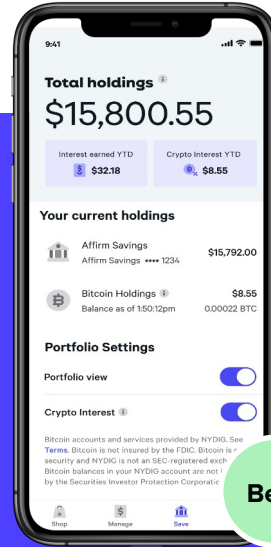 9:41
Total holdings
$15,800.55
Interest earned YTD
$32.18
Crypto Interest YTD
$8.55
Your current holdings
Affirm Savings
Affirm Savings •••• 1234
$15,792.00
Bitcoin Holdings
Balance as of 1:50:12pm
$8.55
0.00022 BTC
Portfolio Settings
Portfolio view
Crypto Interest
Bitcoin accounts and services provided by NYDIG. See
Terms. Bitcoin is not insured by the FDIC. Bitcoin is
security and NYDIG is not an SEC-registered
Bitcoin balances in your NYDIG account are not
by the Securities Investor Protection
Shop
Manage
Save